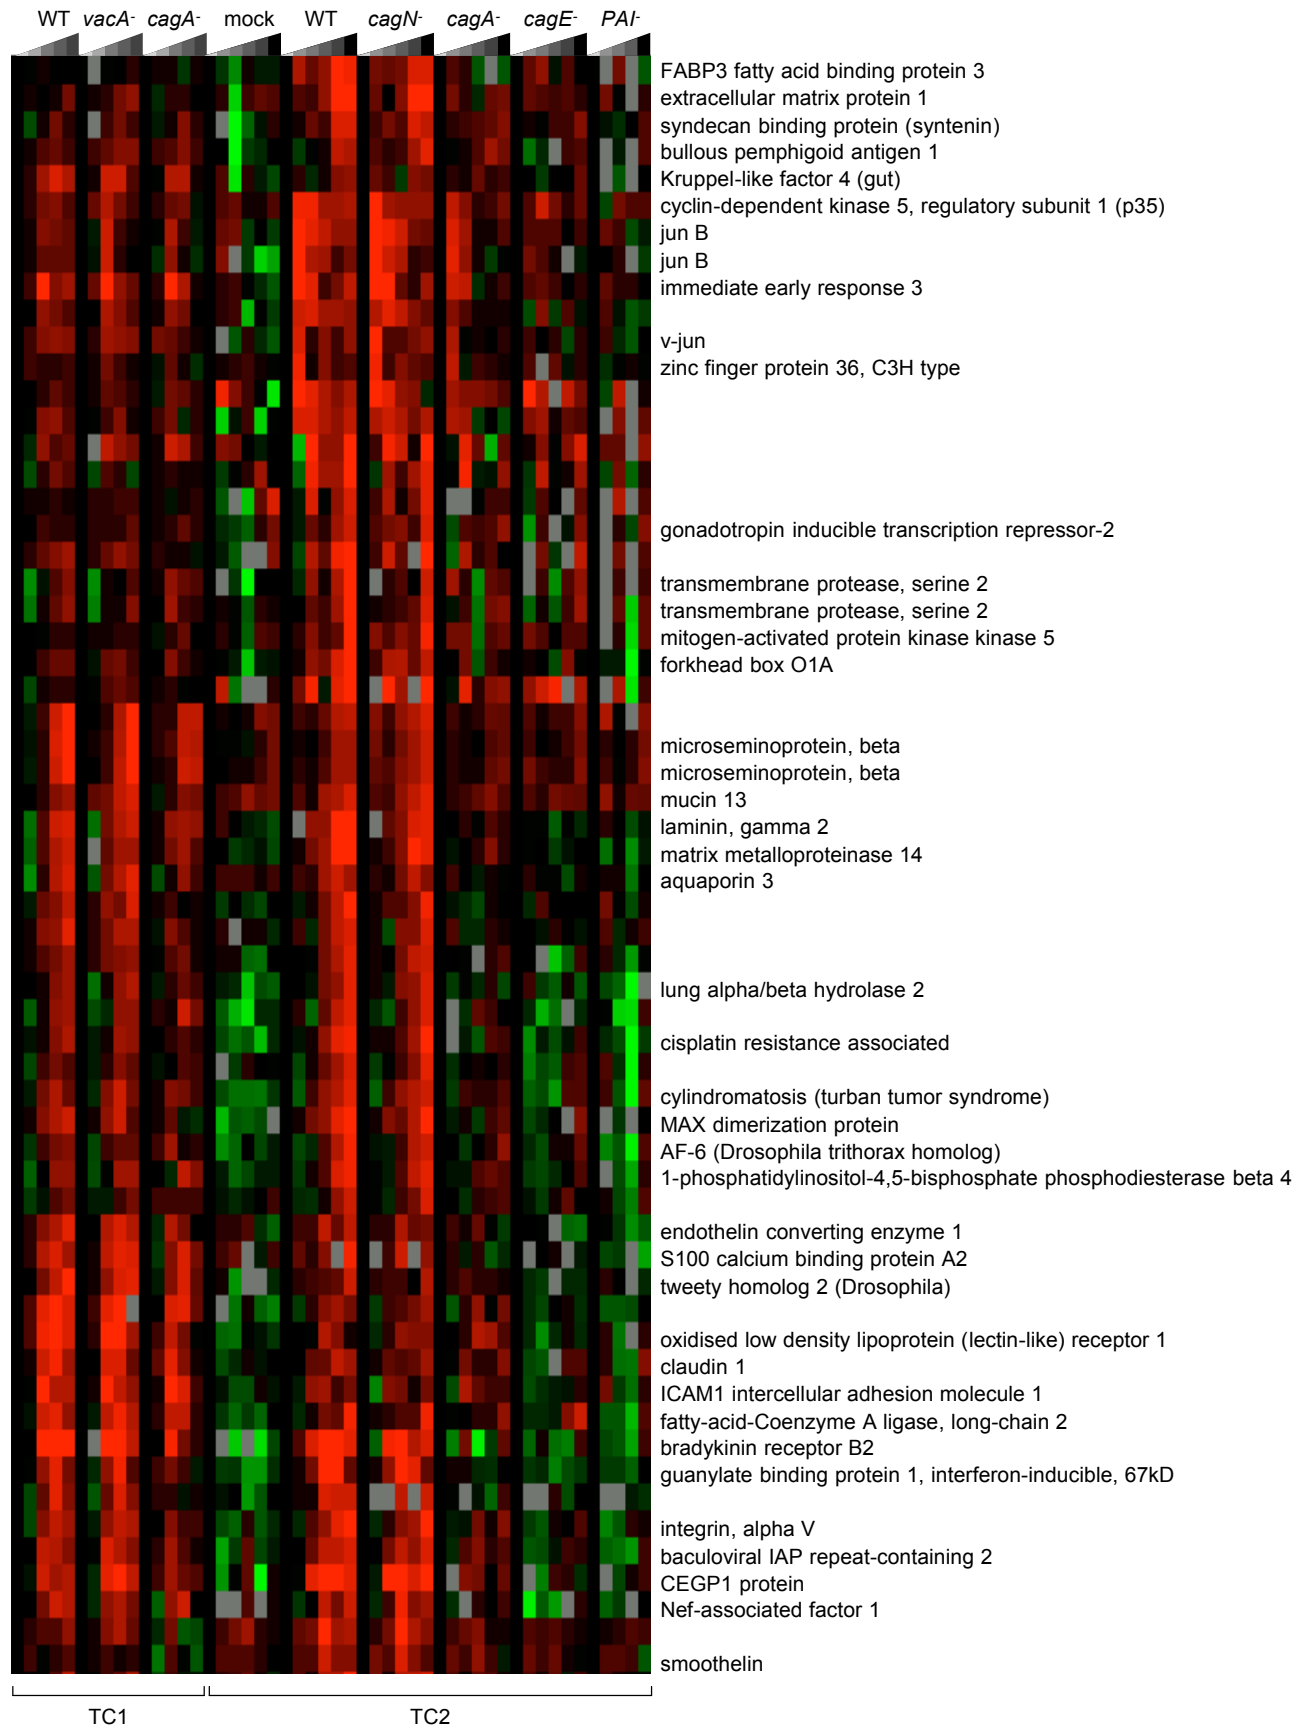 WT vacA- cagA- mock WT cagN- cagA- cagE- PAI-
FABP3 fatty acid binding protein 3
extracellular matrix protein 1
syndecan binding protein (syntenin)
bullous pemphigoid antigen 1
Kruppel-like factor 4 (gut)
cyclin-dependent kinase 5, regulatory subunit 1 (p35)
jun B
jun B
immediate early response 3
v-jun
zinc finger protein 36, C3H type
gonadotropin inducible transcription repressor-2
transmembrane protease, serine 2
transmembrane protease, serine 2
mitogen-activated protein kinase kinase 5
forkhead box O1A
microseminoprotein, beta
microseminoprotein, beta
mucin 13
laminin, gamma 2
matrix metalloproteinase 14
aquaporin 3
lung alpha/beta hydrolase 2
cisplatin resistance associated
cylindromatosis (turban tumor syndrome)
MAX dimerization protein
AF-6 (Drosophila trithorax homolog)
1-phosphatidylinositol-4,5-bisphosphate phosphodiesterase beta 4
endothelin converting enzyme 1
S100 calcium binding protein A2
tweety homolog 2 (Drosophila)
oxidised low density lipoprotein (lectin-like) receptor 1
claudin 1
ICAM1 intercellular adhesion molecule 1
fatty-acid-Coenzyme A ligase, long-chain 2
bradykinin receptor B2
guanylate binding protein 1, interferon-inducible, 67kD
integrin, alpha V
baculoviral IAP repeat-containing 2
CEGP1 protein
Nef-associated factor 1
smoothelin
TC1 TC2